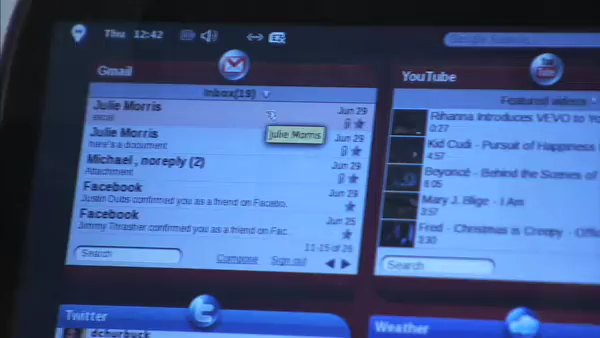 Thu 12:42
Gmail
Inbox(19)
Julie Morris
Jun 29
excel
Julie Morris
Julie Morris
Jun 29
here's a document
Michael , noreply (2)
Jun 29
Attachment
Facebook
Jun 29
Justin Dubs confirmed you as a friend on Facebo..
Facebook
Jun 25
Jimmy Thrasher confirmed you as a friend on Fac..
11-15 of 26
Search
Compose
Sign out
YouTube
You Tube
Featured videos
Rihanna Introduces VEVO to Yo
0:27
Kid Cudi - Pursuit of Happiness
4:57
Beyoncé - Behind the Scenes of
6:05
Mary J. Blige - I Am
3:57
Fred - Christmas is Creepy - Offic
3:30
Search
Twitter
dchurbuck
Weather